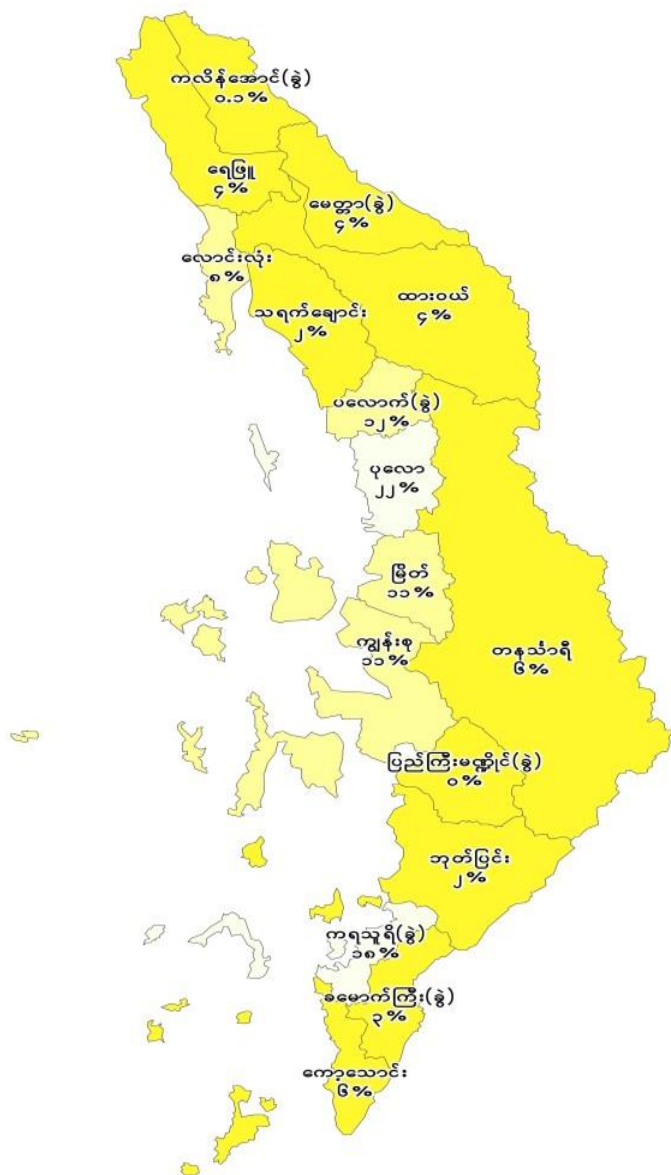 ကလိန်အောင်(ခွဲ)
၀.၁%
ရေဖြူ
၄%
မေတ္တာ(ခွဲ)
၄%
လောင်းလုံး
၈%
သရက်ချောင်း
၂%
ထားဝယ်
၄%
ပလောက်(ခွဲ)
၁၂%
ပုလော
၂၂%
မြိတ်
၁၁%
ကျွန်းစု
၁၁%
တနင်္သာရီ
၆%
ပြည်ကြီးမဏ္ဍိုင်(ခွဲ)
၀%
ဘုတ်ပြင်း
၂%
ကရသူရိ(ခွဲ)
၁၈%
ခမောက်ကြီး(ခွဲ)
၃%
ကော့သောင်း
၆%